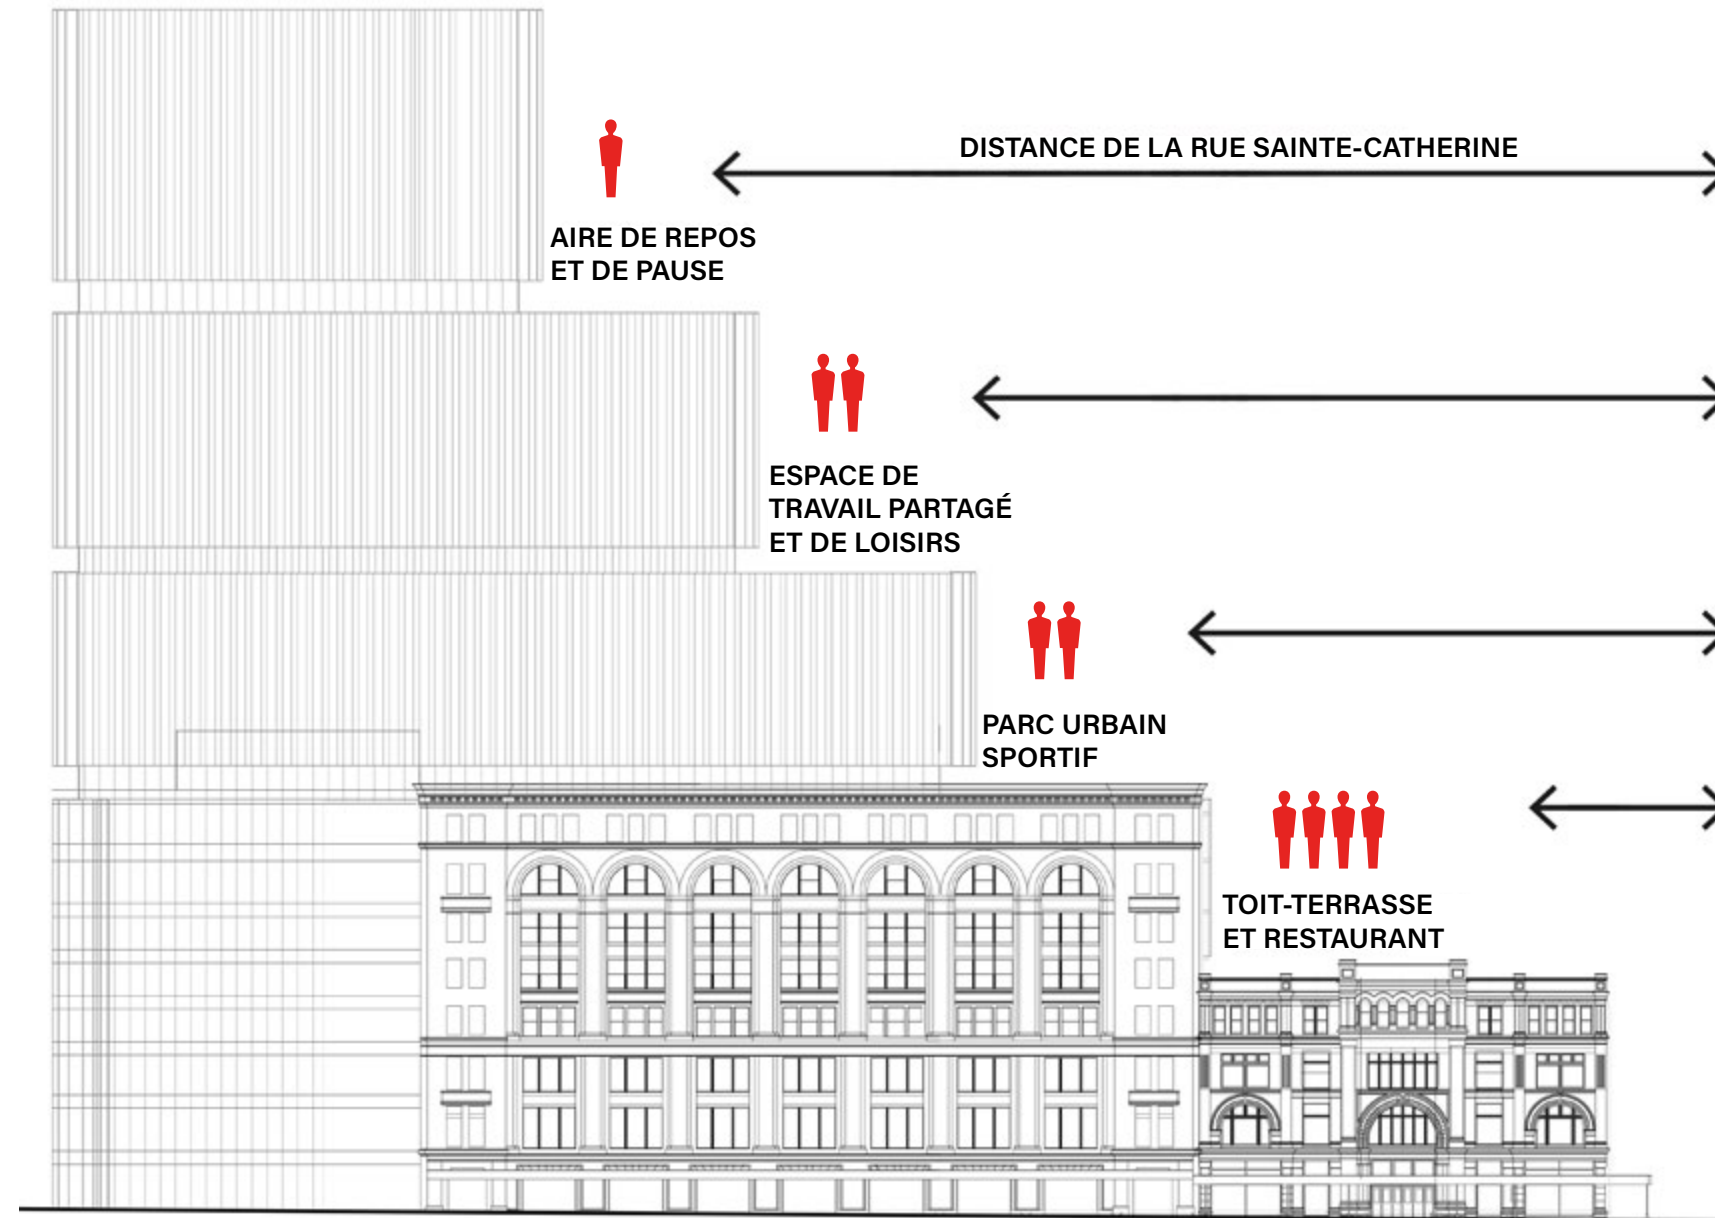 DISTANCE DE LA RUE SAINTE-CATHERINE
AIRE DE REPOS
ET DE PAUSE
ESPACE DE
TRAVAIL PARTAGÉ
ET DE LOISIRS
PARC URBAIN
SPORTIF
TOIT-TERRASSE
ET RESTAURANT